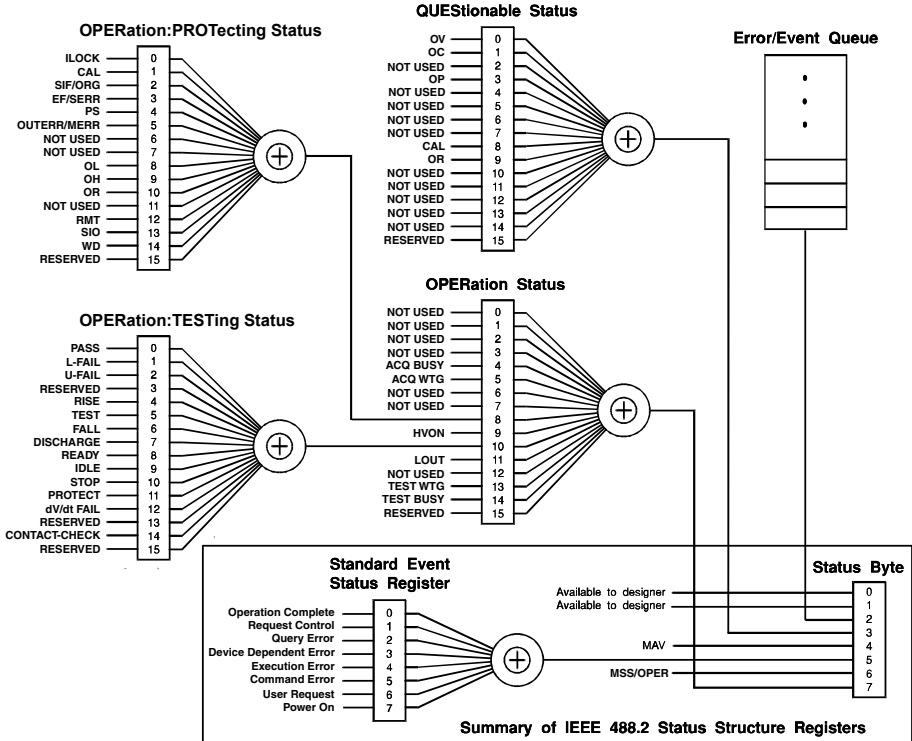 OPERation:PROTecting Status
ILOCK 0
CAL 1
SIF/ORG 2
EF/SERR 3
PS 4
OUTERR/MERR 5
NOT USED 6
NOT USED 7
OL 8
OH 9
OR 10
NOT USED 11
RMT 12
SIO 13
WD 14
RESERVED 15
QUEStionable Status
OV 0
OC 1
NOT USED 2
OP 3
NOT USED 4
NOT USED 5
NOT USED 6
NOT USED 7
CAL 8
OR 9
NOT USED 10
NOT USED 11
NOT USED 12
NOT USED 13
NOT USED 14
RESERVED 15
Error/Event Queue
OPERation:TESTing Status
PASS 0
L-FAIL 1
U-FAIL 2
RESERVED 3
RISE 4
TEST 5
FALL 6
DISCHARGE 7
READY 8
IDLE 9
STOP 10
PROTECT 11
dV/dt FAIL 12
RESERVED 13
CONTACT-CHECK 14
RESERVED 15
OPERation Status
NOT USED 0
NOT USED 1
NOT USED 2
NOT USED 3
ACQ BUSY 4
ACQ WTG 5
NOT USED 6
NOT USED 7
8
HVON 9
10
LOUT 11
NOT USED 12
TEST WTG 13
TEST BUSY 14
RESERVED 15
Standard Event
Status Register
Operation Complete 0
Request Control 1
Query Error 2
Device Dependent Error 3
Execution Error 4
Command Error 5
User Request 6
Power On 7
Status Byte
Available to designer 0
Available to designer 1
2
3
MAV 4
5
MSS/OPER 6
7
Summary of IEEE 488.2 Status Structure Registers